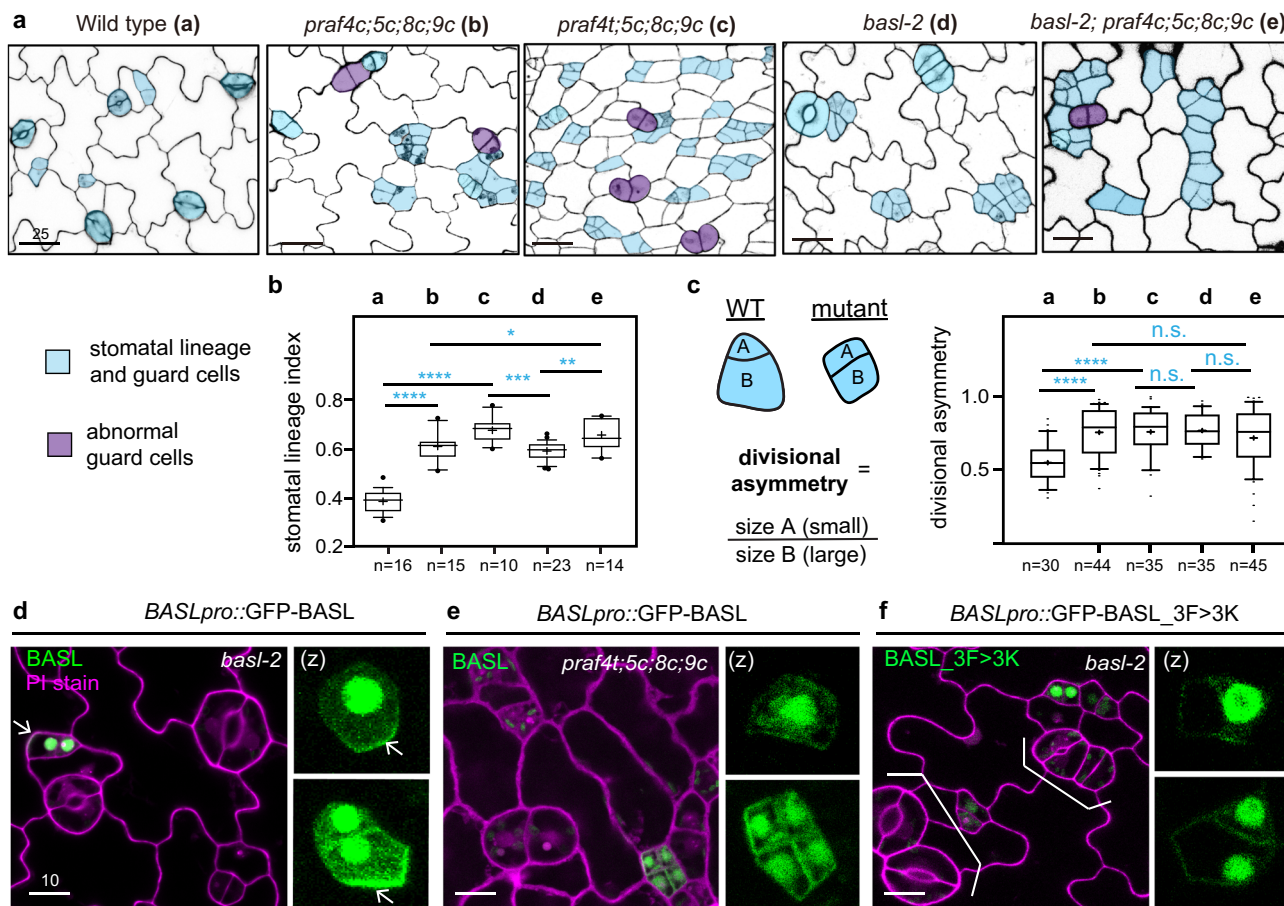 a
Wild type (a)
praf4c;5c;8c;9c (b)
praf4t;5c;8c;9c (c)
basl-2 (d)
basl-2; praf4c;5c;8c;9c (e)
25
stomatal lineage
and guard cells
abnormal
guard cells
b
a b c d e
stomatal lineage index
0.8
0.6
0.4
0.2
****
****
*
***
**
n=16 n=15 n=10 n=23 n=14
c
WT
mutant
A
B
A
B
divisional
asymmetry =
size A (small)
size B (large)
a b c d e
divisional asymmetry
1.0
0.5
****
****
n.s.
n.s.
n.s.
n=30 n=44 n=35 n=35 n=45
d
BASLpro::GFP-BASL
BASL
PI stain
basl-2
(z)
10
e
BASLpro::GFP-BASL
BASL
praf4t;5c;8c;9c
(z)
f
BASLpro::GFP-BASL_3F>3K
BASL_3F>3K
basl-2
(z)